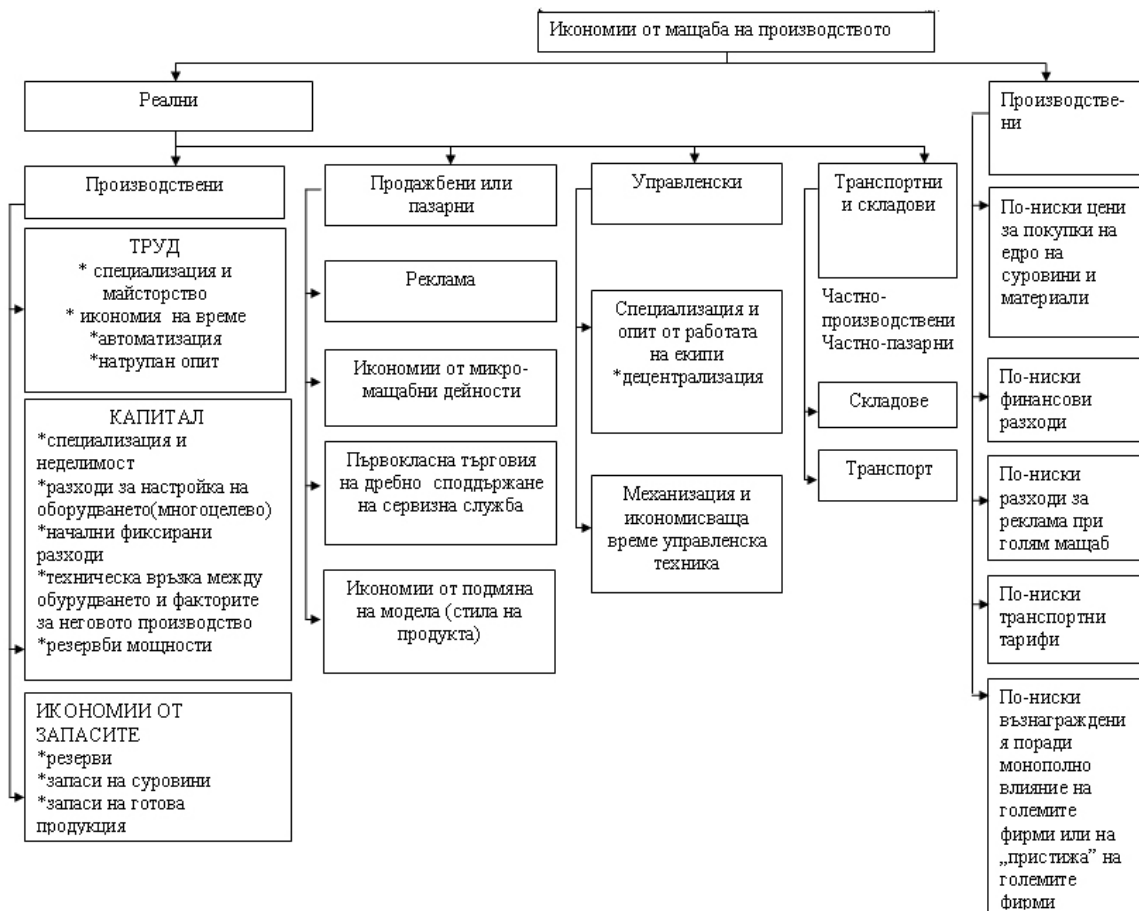 Икономии от мащаба на производството
Реални
Производстве-
ни
Производствени
Продажбени или
пазарни
Управленски
Транспортни
и складови
ТРУД
* специализация и
майсторство
* икономия на време
*автоматизация
*натрупан опит
КАПИТАЛ
*специализация и
неделимост
*разходи за настройка на
оборудването(многоцелево)
*начални фиксирани
разходи
*техническа връзка между
обурудването и факторите
за неговото производство
*резервби мощности
ИКОНОМИИ ОТ
ЗАПАСИТЕ
*резерви
*запаси на суровини
*запаси на готова
продукция
Реклама
Икономии от микро-
мащабни дейности
Първокласна търговия
на дребно споддържане
на сервизна служба
Икономии от подмяна
на модела (стила на
продукта)
Специализация и
опит от работата
на екипи
*децентрализация
Механизация и
икономисваща
време управленска
техника
Частно-
производствени
Частно-пазарни
Складове
Транспорт
По-ниски цени
за покупки на
едро на
суровини и
материали
По-ниски
финансови
разходи
По-ниски
разходи за
реклама при
голям мащаб
По-ниски
транспортни
тарифи
По-ниски
възнаграждени
я поради
монополно
влияние на
големите
фирми или на
„пристижа” на
големите
фирми